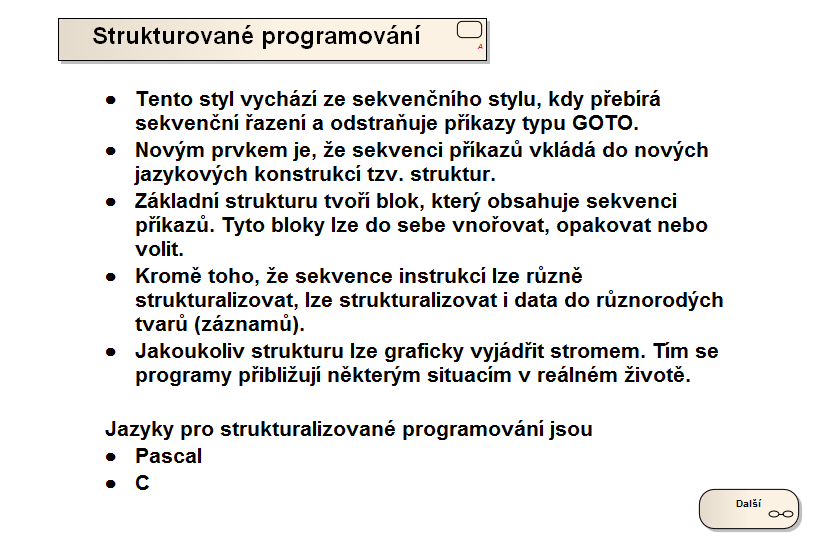 Strukturované programování
A
● Tento styl vychází ze sekvenčního stylu, kdy přebírá
sekvenční řazení a odstraňuje příkazy typu GOTO.
● Novým prvkem je, že sekvenci příkazů vkládá do nových
jazykových konstrukcí tzv. struktur.
● Základní strukturu tvoří blok, který obsahuje sekvenci
příkazů. Tyto bloky lze do sebe vnořovat, opakovat nebo
volit.
● Kromě toho, že sekvence instrukcí lze různě
strukturalizovat, lze strukturalizovat i data do různorodých
tvarů (záznamů).
● Jakoukoliv strukturu lze graficky vyjádřit stromem. Tím se
programy přibližují některým situacím v reálném životě.
Jazyky pro strukturalizované programování jsou
● Pascal
● C
Další